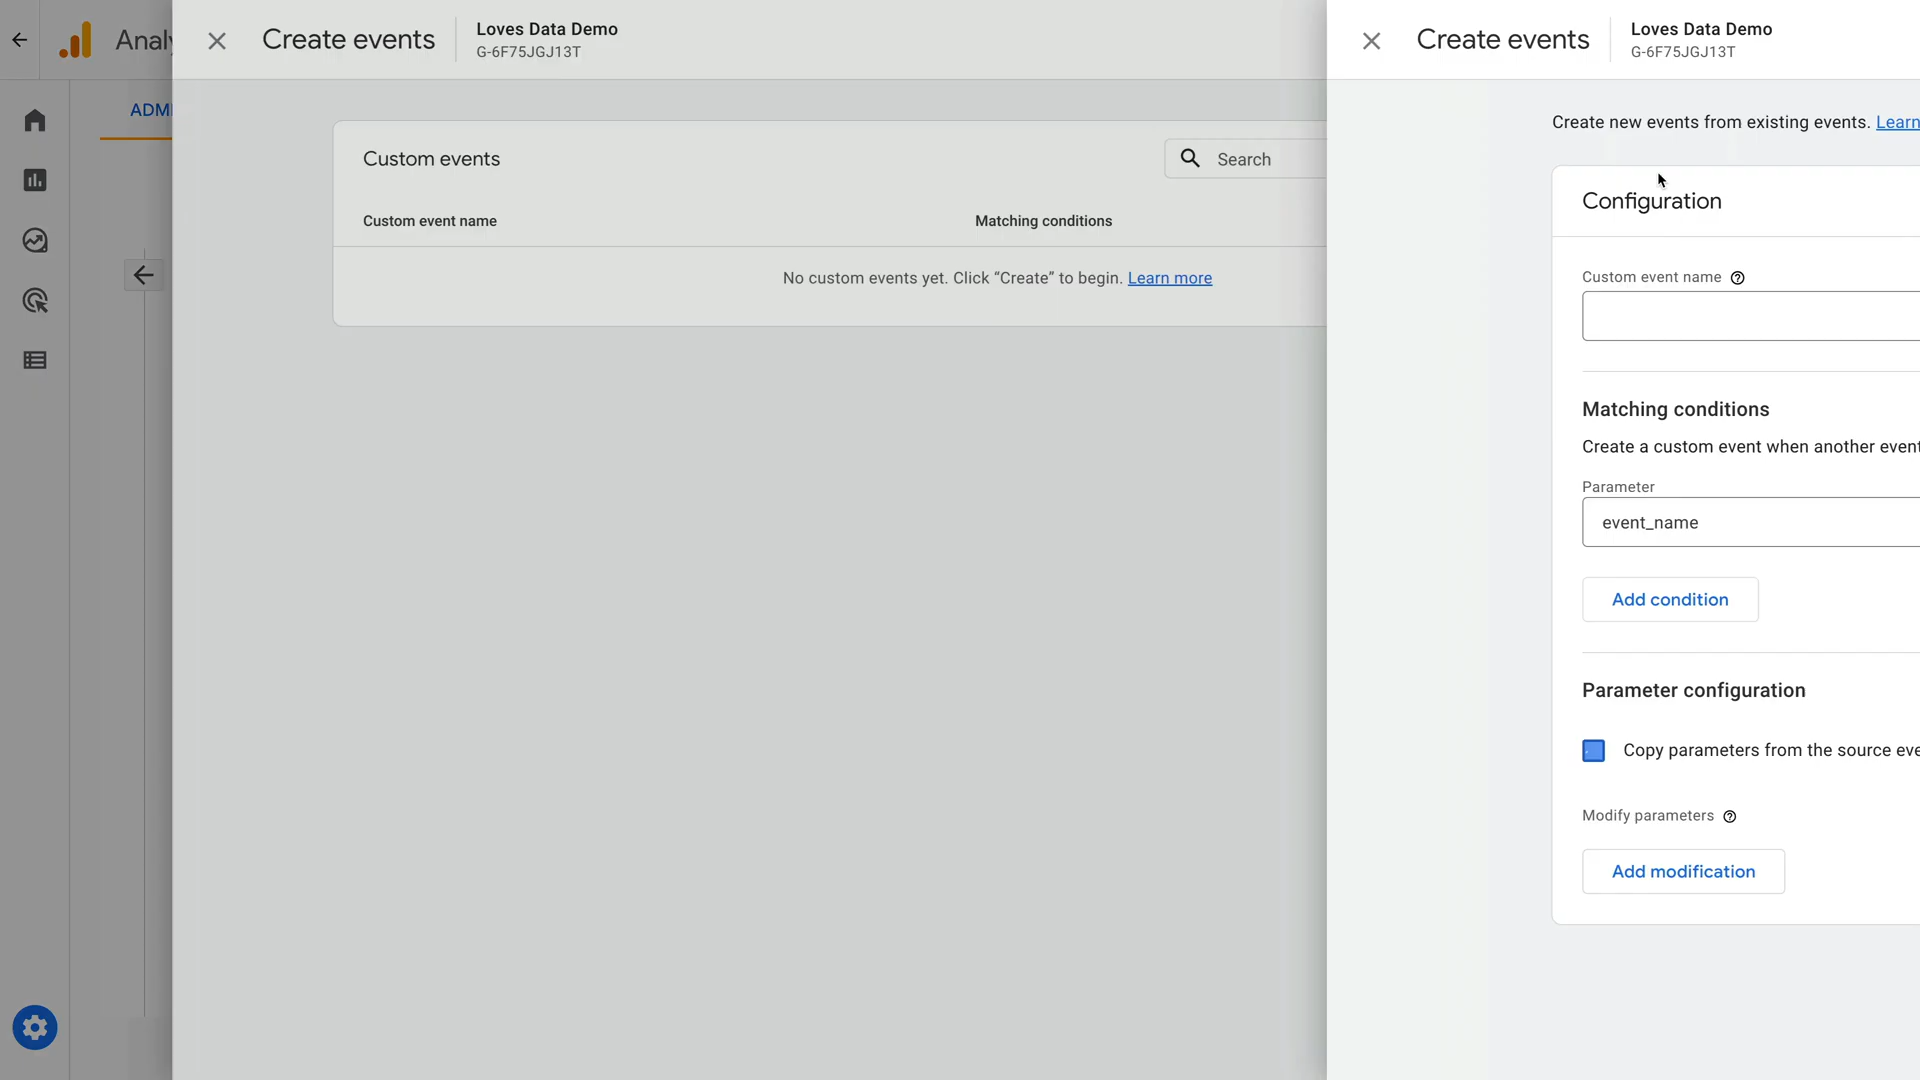 Analy
ADMI
Create events
Loves Data Demo
G-6F75JGJ13T
Custom events
Search
Custom event name
Matching conditions
No custom events yet. Click “Create” to begin. Learn more
Create events
Loves Data Demo
G-6F75JGJ13T
Create new events from existing events. Learn
Configuration
Custom event name
Matching conditions
Create a custom event when another event
Parameter
event_name
Add condition
Parameter configuration
Copy parameters from the source eve
Modify parameters
Add modification